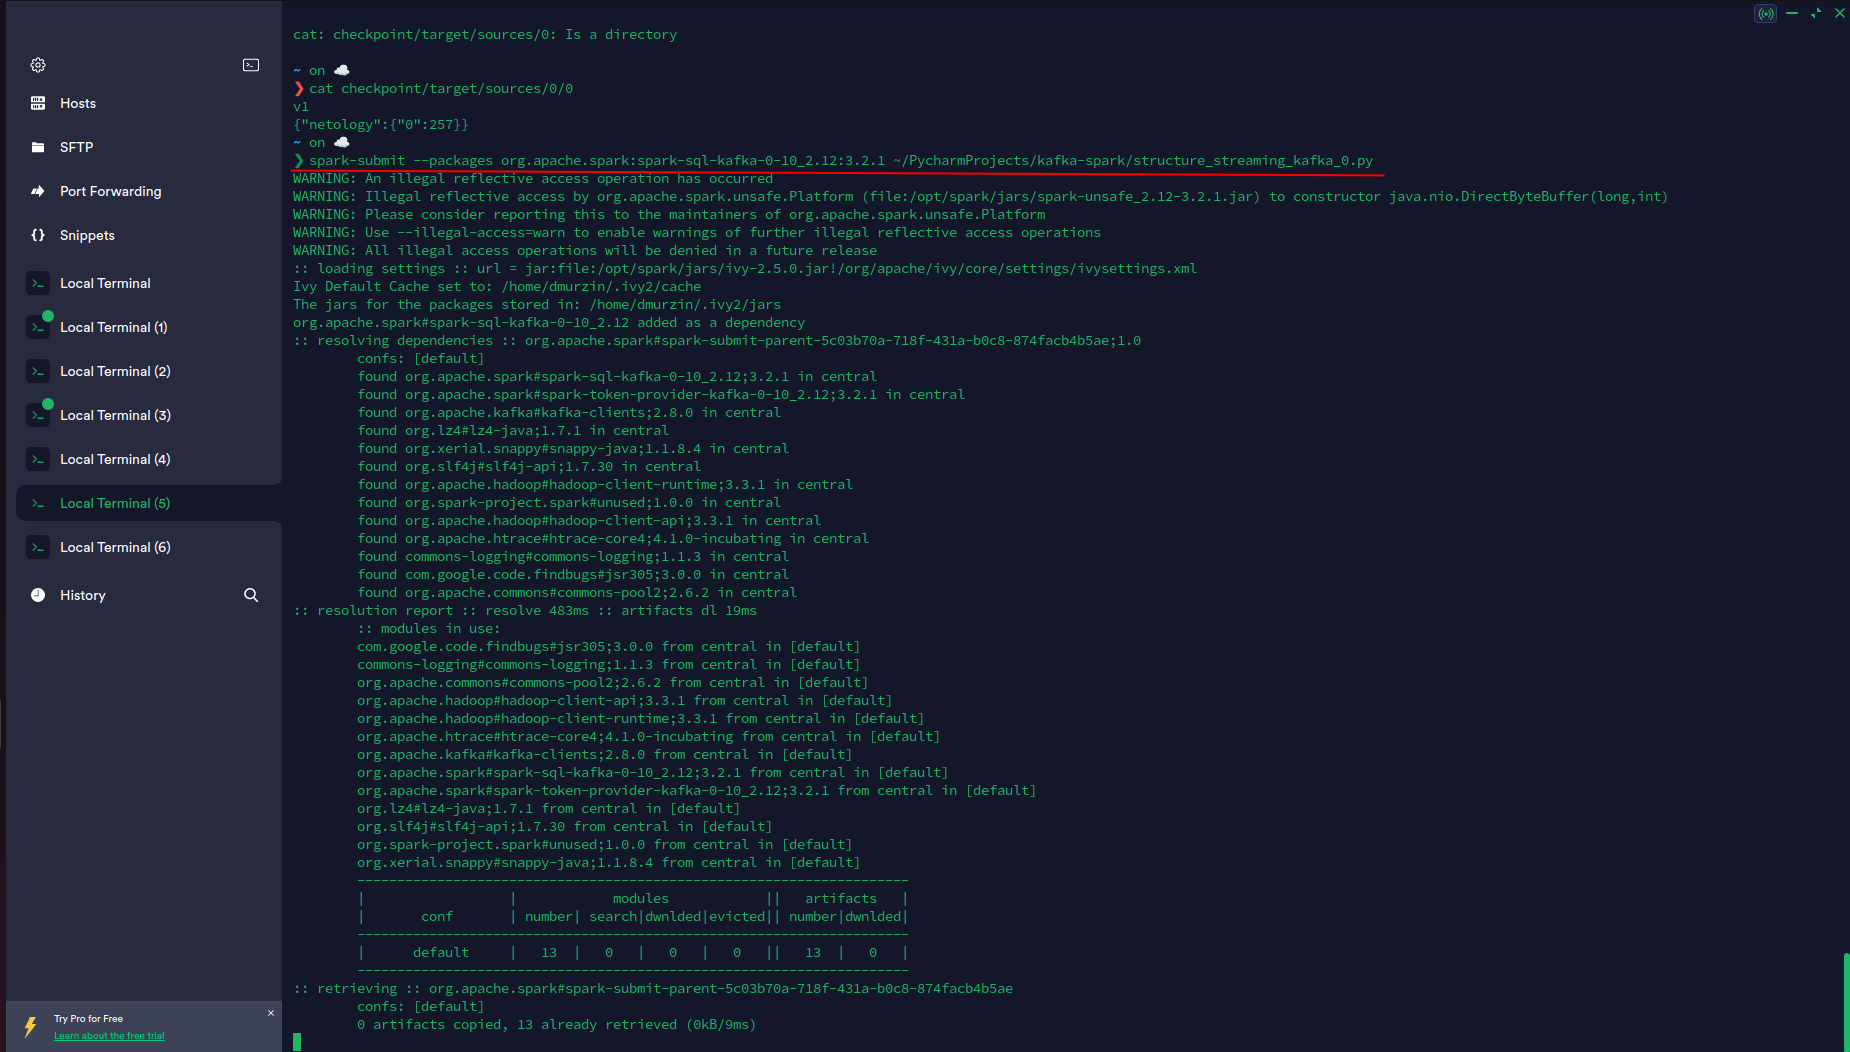 Hosts
SFTP
Port Forwarding
Snippets
Local Terminal
Local Terminal (1)
Local Terminal (2)
Local Terminal (3)
Local Terminal (4)
Local Terminal (5)
Local Terminal (6)
History
Try Pro for Free
Learn about the free trial
cat: checkpoint/target/sources/0: Is a directory
~ on
❯ cat checkpoint/target/sources/0/0
v1
{"netology":{"0":257}}
~ on
❯ spark-submit --packages org.apache.spark:spark-sql-kafka-0-10_2.12:3.2.1 ~/PycharmProjects/kafka-spark/structure_streaming_kafka_0.py
WARNING: An illegal reflective access operation has occurred
WARNING: Illegal reflective access by org.apache.spark.unsafe.Platform (file:/opt/spark/jars/spark-unsafe_2.12-3.2.1.jar) to constructor java.nio.DirectByteBuffer(long,int)
WARNING: Please consider reporting this to the maintainers of org.apache.spark.unsafe.Platform
WARNING: Use --illegal-access=warn to enable warnings of further illegal reflective access operations
WARNING: All illegal access operations will be denied in a future release
:: loading settings :: url = jar:file:/opt/spark/jars/ivy-2.5.0.jar!/org/apache/ivy/core/settings/ivysettings.xml
Ivy Default Cache set to: /home/dmurzin/.ivy2/cache
The jars for the packages stored in: /home/dmurzin/.ivy2/jars
org.apache.spark#spark-sql-kafka-0-10_2.12 added as a dependency
:: resolving dependencies :: org.apache.spark#spark-submit-parent-5c03b70a-718f-431a-b0c8-874facb4b5ae;1.0
confs: [default]
found org.apache.spark#spark-sql-kafka-0-10_2.12;3.2.1 in central
found org.apache.spark#spark-token-provider-kafka-0-10_2.12;3.2.1 in central
found org.apache.kafka#kafka-clients;2.8.0 in central
found org.lz4#lz4-java;1.7.1 in central
found org.xerial.snappy#snappy-java;1.1.8.4 in central
found org.slf4j#slf4j-api;1.7.30 in central
found org.apache.hadoop#hadoop-client-runtime;3.3.1 in central
found org.spark-project.spark#unused;1.0.0 in central
found org.apache.hadoop#hadoop-client-api;3.3.1 in central
found org.apache.htrace#htrace-core4;4.1.0-incubating in central
found commons-logging#commons-logging;1.1.3 in central
found com.google.code.findbugs#jsr305;3.0.0 in central
found org.apache.commons#commons-pool2;2.6.2 in central
:: resolution report :: resolve 483ms :: artifacts dl 19ms
:: modules in use:
com.google.code.findbugs#jsr305;3.0.0 from central in [default]
commons-logging#commons-logging;1.1.3 from central in [default]
org.apache.commons#commons-pool2;2.6.2 from central in [default]
org.apache.hadoop#hadoop-client-api;3.3.1 from central in [default]
org.apache.hadoop#hadoop-client-runtime;3.3.1 from central in [default]
org.apache.htrace#htrace-core4;4.1.0-incubating from central in [default]
org.apache.kafka#kafka-clients;2.8.0 from central in [default]
org.apache.spark#spark-sql-kafka-0-10_2.12;3.2.1 from central in [default]
org.apache.spark#spark-token-provider-kafka-0-10_2.12;3.2.1 from central in [default]
org.lz4#lz4-java;1.7.1 from central in [default]
org.slf4j#slf4j-api;1.7.30 from central in [default]
org.spark-project.spark#unused;1.0.0 from central in [default]
org.xerial.snappy#snappy-java;1.1.8.4 from central in [default]
---------------------------------------------------------------------
|                  |            modules            ||   artifacts   |
|       conf       | number| search|dwnlded|evicted|| number|dwnlded|
---------------------------------------------------------------------
|      default     |   13  |   0   |   0   |   0   ||   13  |   0   |
---------------------------------------------------------------------
:: retrieving :: org.apache.spark#spark-submit-parent-5c03b70a-718f-431a-b0c8-874facb4b5ae
confs: [default]
0 artifacts copied, 13 already retrieved (0kB/9ms)